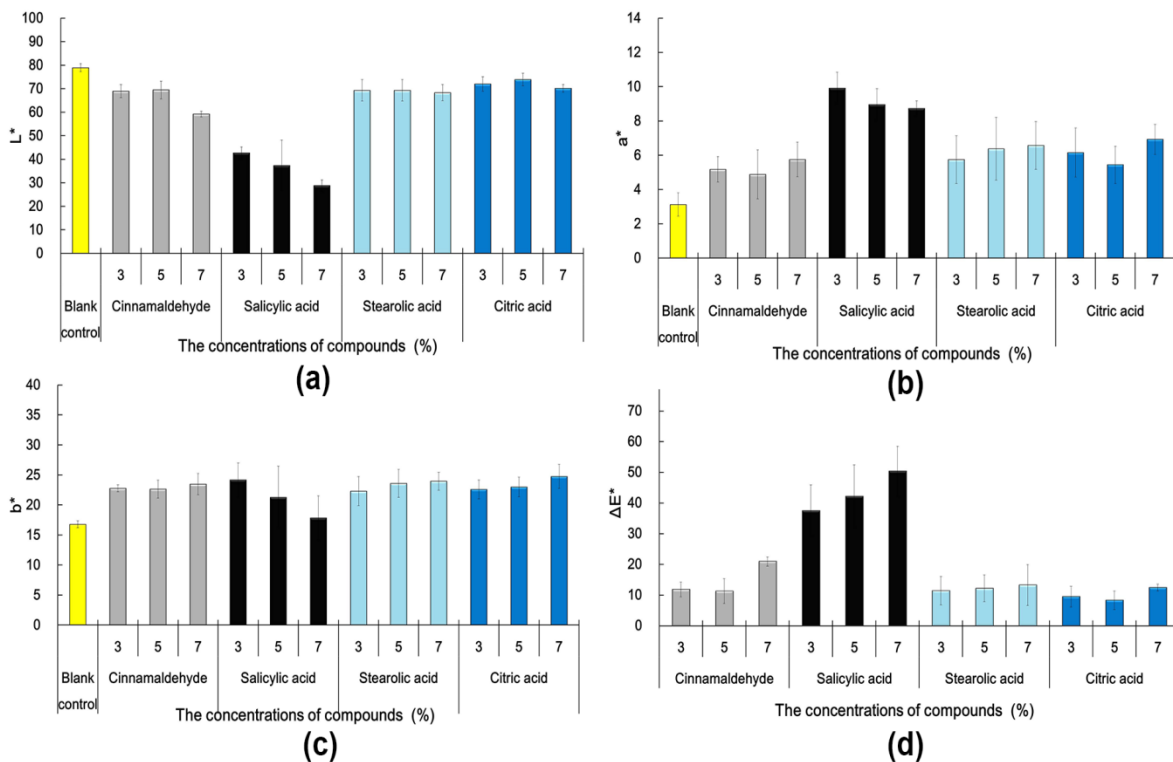 100
90
80
70
60
50
40
30
20
10
0
L*
3 5 7 3 5 7 3 5 7 3 5 7
Blank Cinnamaldehyde Salicylic acid Stearolic acid Citric acid
control
The concentrations of compounds (%)
(a)
14
12
10
8
6
4
2
0
a*
3 5 7 3 5 7 3 5 7 3 5 7
Blank Cinnamaldehyde Salicylic acid Stearolic acid Citric acid
control
The concentrations of compounds (%)
(b)
40
35
30
25
20
15
10
5
0
b*
3 5 7 3 5 7 3 5 7 3 5 7
Blank Cinnamaldehyde Salicylic acid Stearolic acid Citric acid
control
The concentrations of compounds (%)
(c)
70
60
50
40
30
20
10
0
ΔE*
3 5 7 3 5 7 3 5 7 3 5 7
Cinnamaldehyde Salicylic acid Stearolic acid Citric acid
The concentrations of compounds (%)
(d)